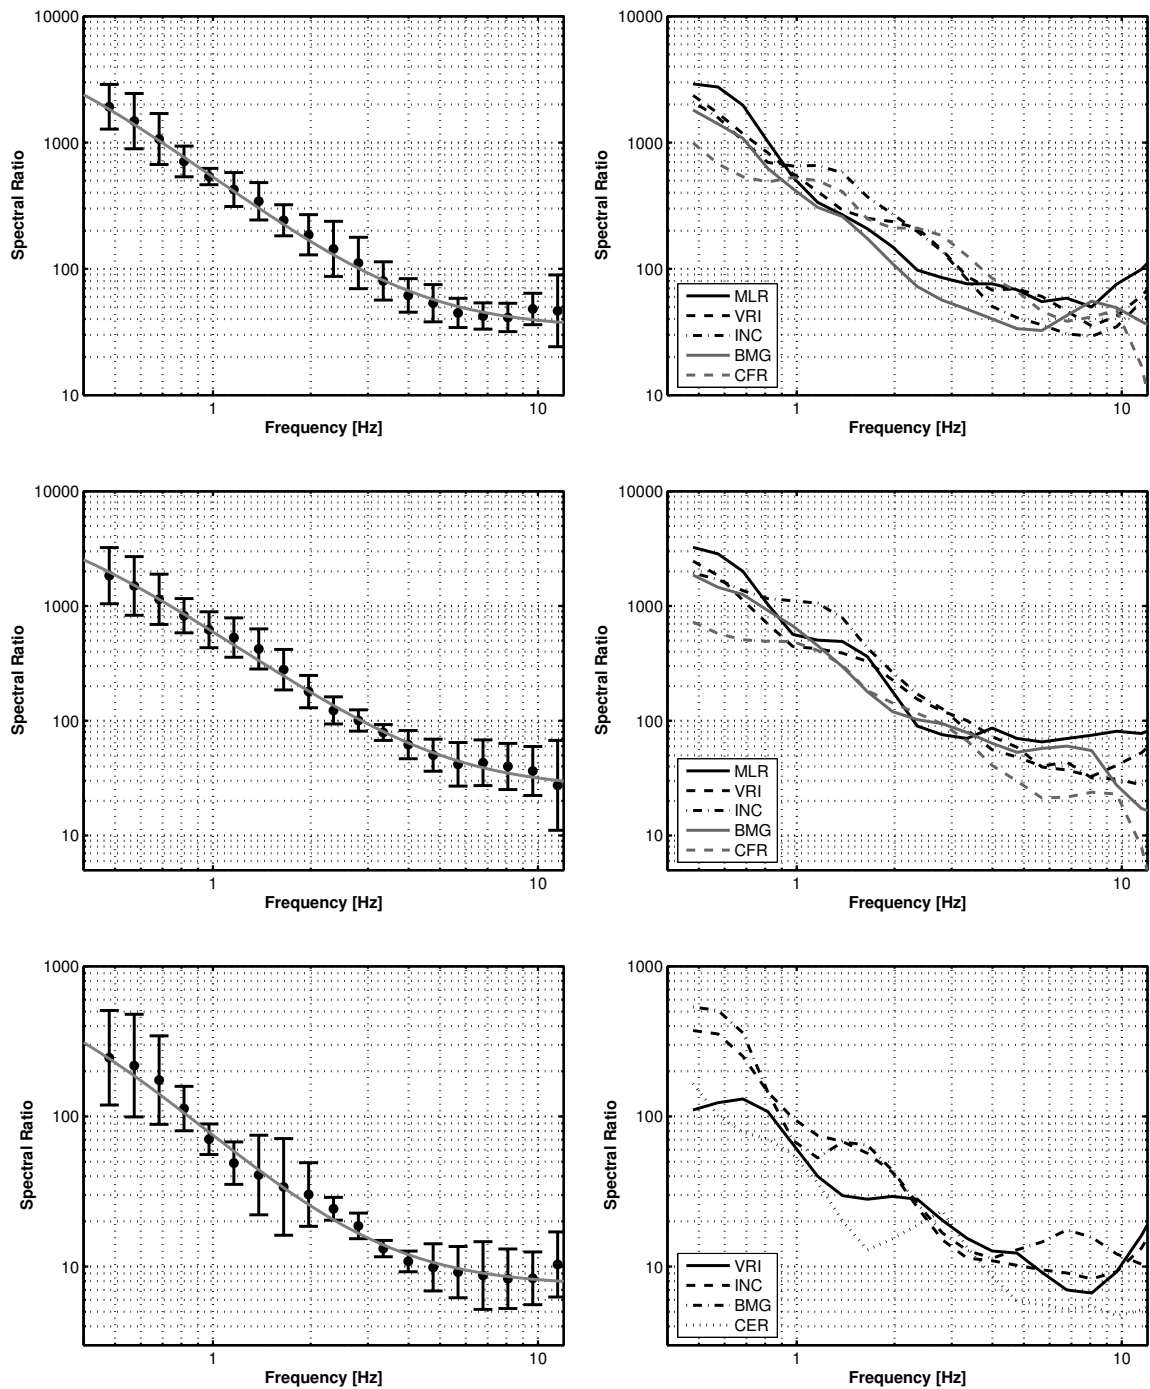 10000
1000
100
10
Spectral Ratio
1
10
Frequency [Hz]
10000
1000
100
10
Spectral Ratio
MLR
VRI
INC
BMG
CFR
1
10
Frequency [Hz]
10000
1000
100
10
Spectral Ratio
1
10
Frequency [Hz]
10000
1000
100
10
Spectral Ratio
MLR
VRI
INC
BMG
CFR
1
10
Frequency [Hz]
1000
100
10
Spectral Ratio
1
10
Frequency [Hz]
1000
100
10
Spectral Ratio
VRI
INC
BMG
CER
1
10
Frequency [Hz]